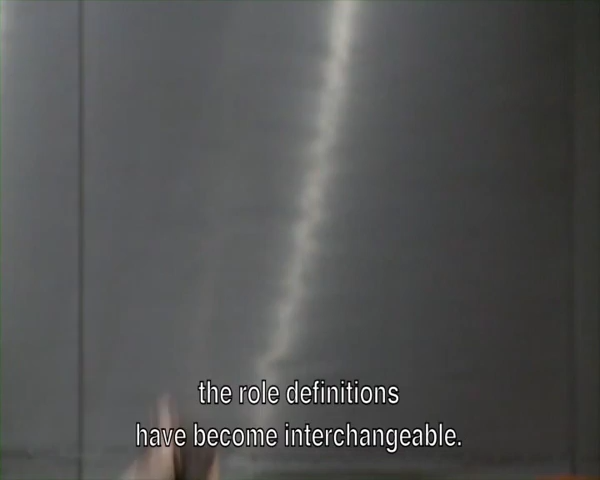 the role definitions
have become interchangeable.